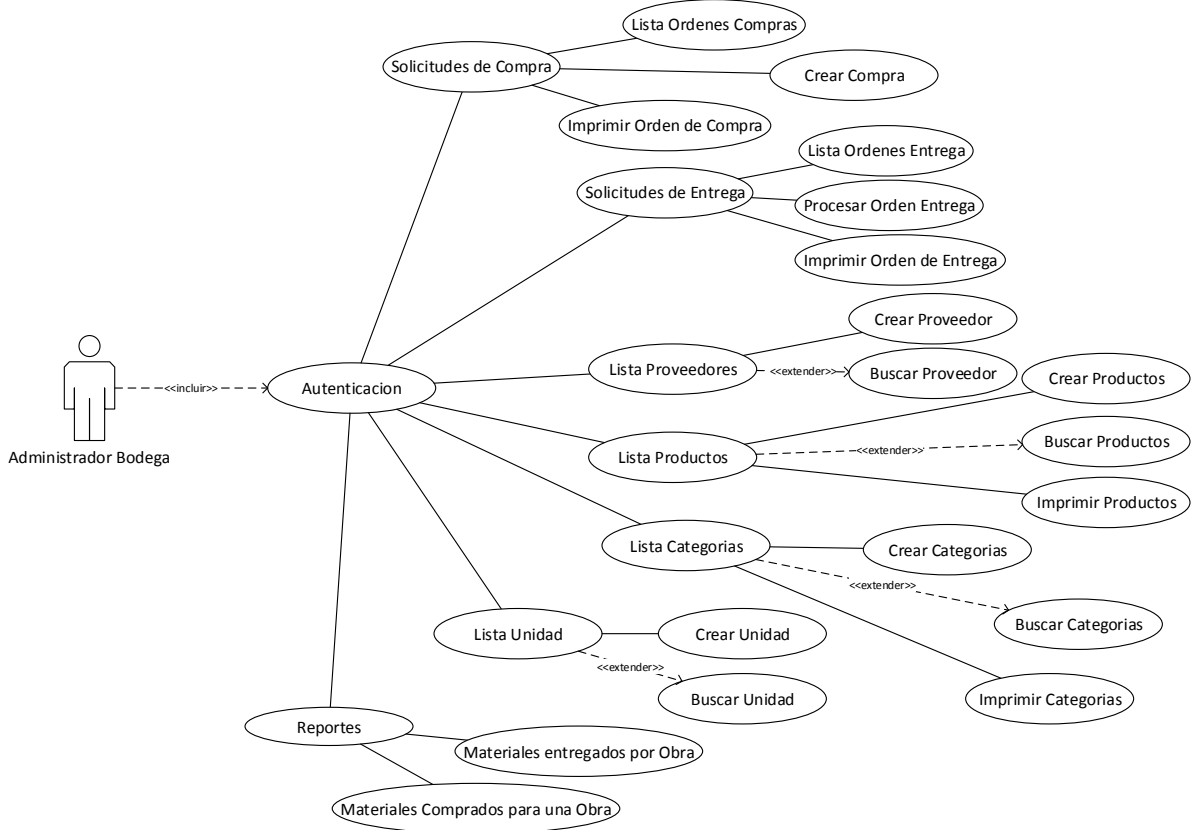 Lista Ordenes Compras
Solicitudes de Compra
Crear Compra
Imprimir Orden de Compra
Lista Ordenes Entrega
Solicitudes de Entrega
Procesar Orden Entrega
Imprimir Orden de Entrega
Crear Proveedor
Lista Proveedores
<<extender>>
Buscar Proveedor
Crear Productos
<<incluir>>
Autenticacion
Administrador Bodega
Buscar Productos
<<extender>>
Lista Productos
Imprimir Productos
Lista Categorias
Crear Categorias
<<extender>>
Buscar Categorias
Lista Unidad
Crear Unidad
<<extender>>
Buscar Unidad
Imprimir Categorias
Reportes
Materiales entregados por Obra
Materiales Comprados para una Obra